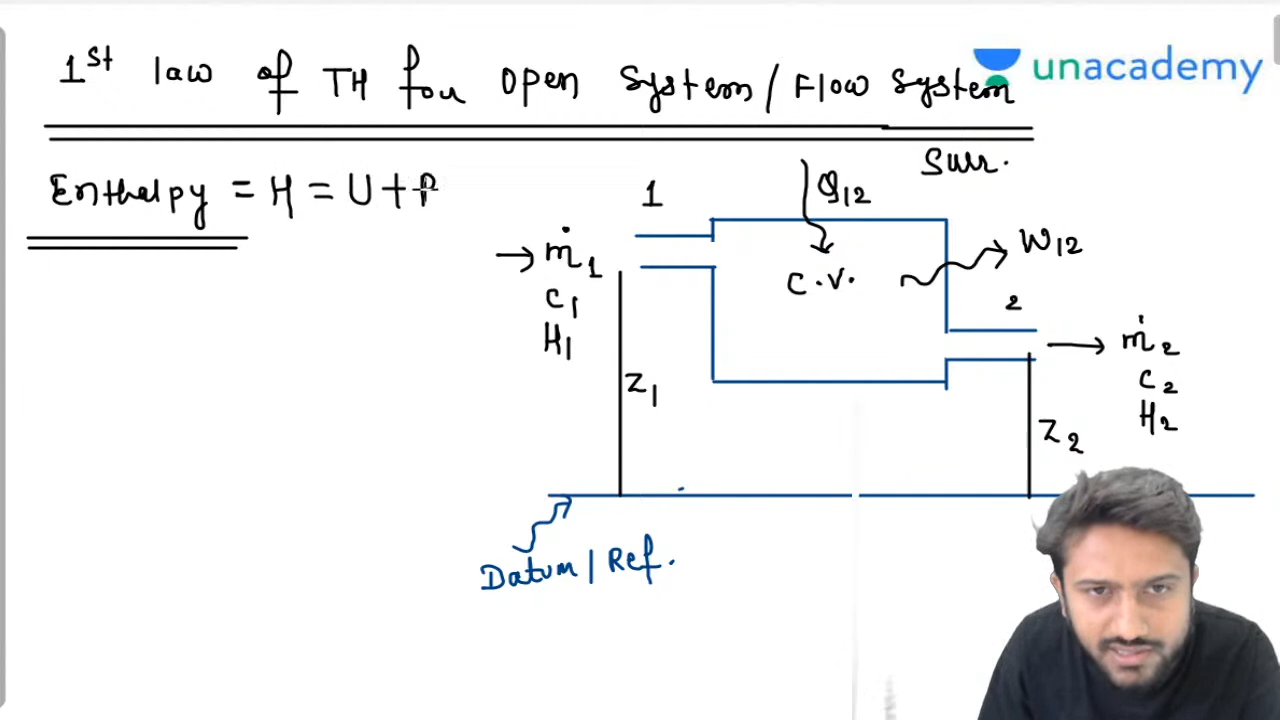 1st law of TH for open system / Flow system
unacademy
Surr.
Enthalpy = H = U + P
1
Q12
ṁ1
C1
H1
C.V.
W12
2
ṁ2
C2
H2
Z1
Z2
Datum / Ref.